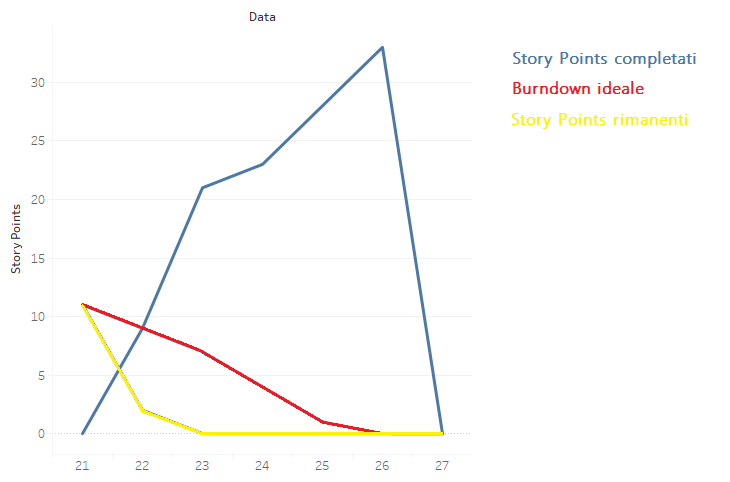 Data
Story Points completati
Burndown ideale
Story Points rimanenti
Story Points
30
25
20
15
10
5
0
21 22 23 24 25 26 27